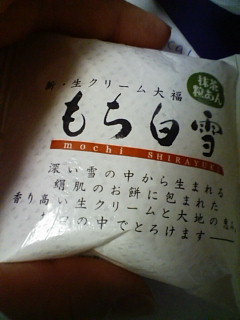 抹茶
粒あん
新・生クリーム大福
もち白雪
mochi SHIRAYUKI
深い雪の中から生まれる
絹肌のお餅に包まれた
香り高い生クリームと大地の恵み
の中でとろけます